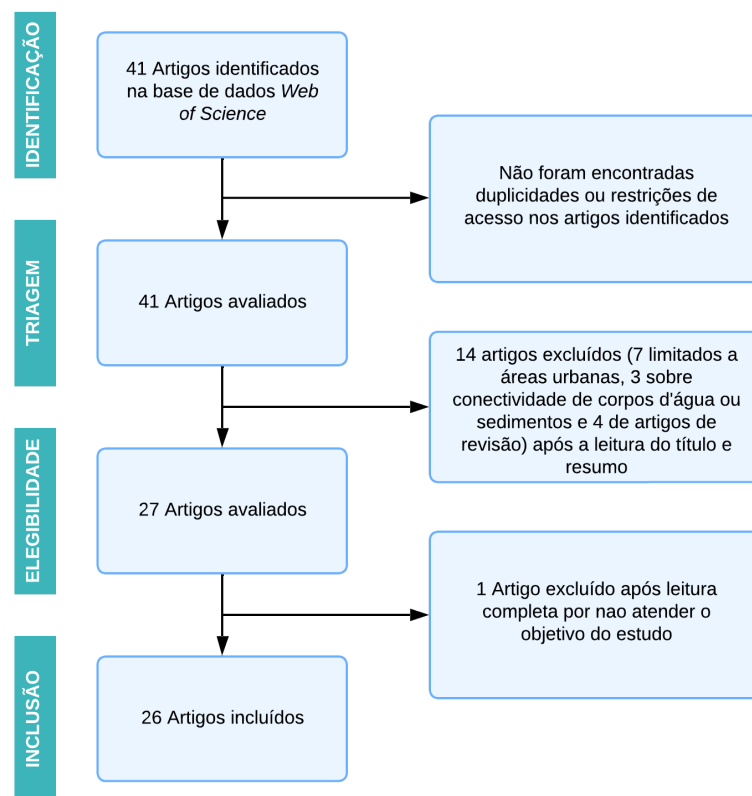 IDENTIFICAÇÃO
41 Artigos identificados
na base de dados Web
of Science
Não foram encontradas
duplicidades ou restrições de
acesso nos artigos identificados
TRIAGEM
41 Artigos avaliados
14 artigos excluídos (7 limitados a
áreas urbanas, 3 sobre
conectividade de corpos d'água ou
sedimentos e 4 de artigos de
revisão) após a leitura do título e
resumo
ELEGIBILIDADE
27 Artigos avaliados
1 Artigo excluído após leitura
completa por nao atender o
objetivo do estudo
INCLUSÃO
26 Artigos incluídos